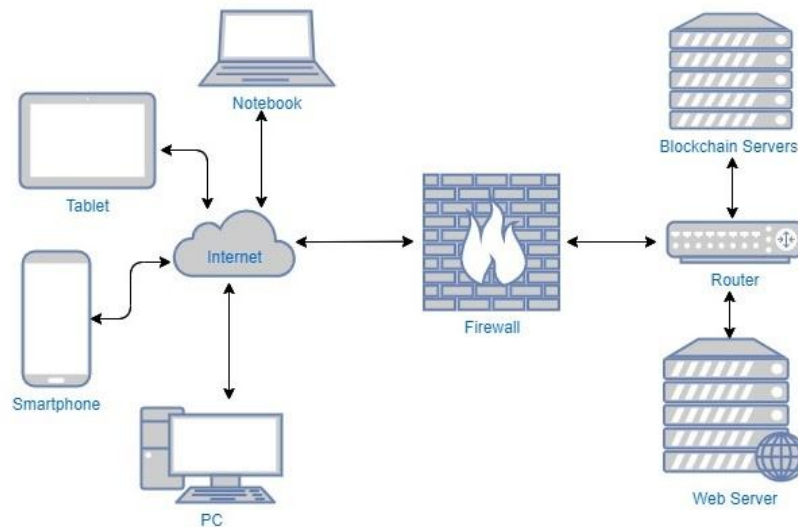 Notebook
Blockchain Servers
Tablet
Internet
Router
Firewall
Smartphone
Web Server
PC